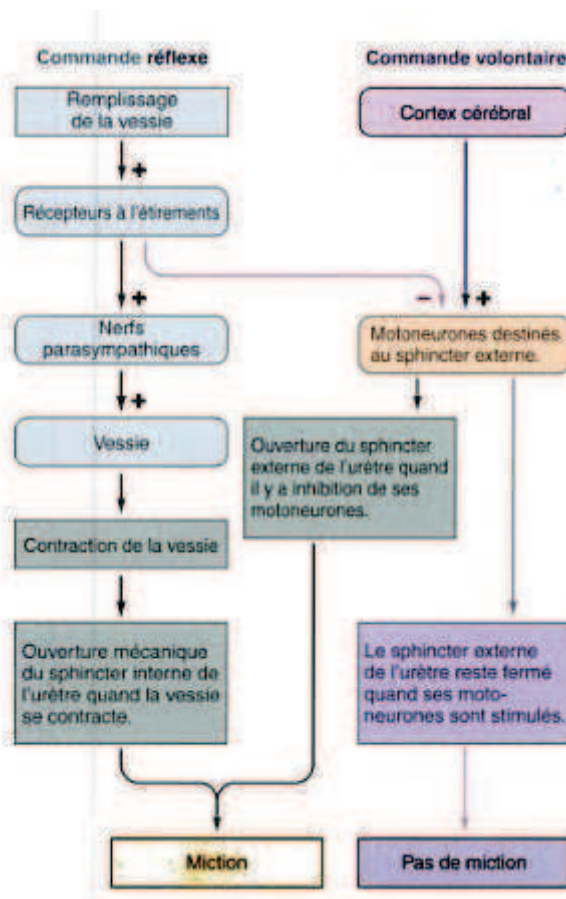 Commande réflexe
Commande volontaire
Remplissage
de la vessie
Cortex cérébral
+
Récepteurs à l'étirements
+
−
+
Nerfs
parasympathiques
Motoneurones destinés
au sphincter externe.
+
Vessie
Ouverture du sphincter
externe de l'urètre quand
il y a inhibition de ses
motoneurones.
Contraction de la vessie
Ouverture mécanique
du sphincter interne de
l'urètre quand la vessie
se contracte.
Le sphincter externe
de l'urètre reste fermé
quand ses moto-
neurones sont stimulés.
Miction
Pas de miction